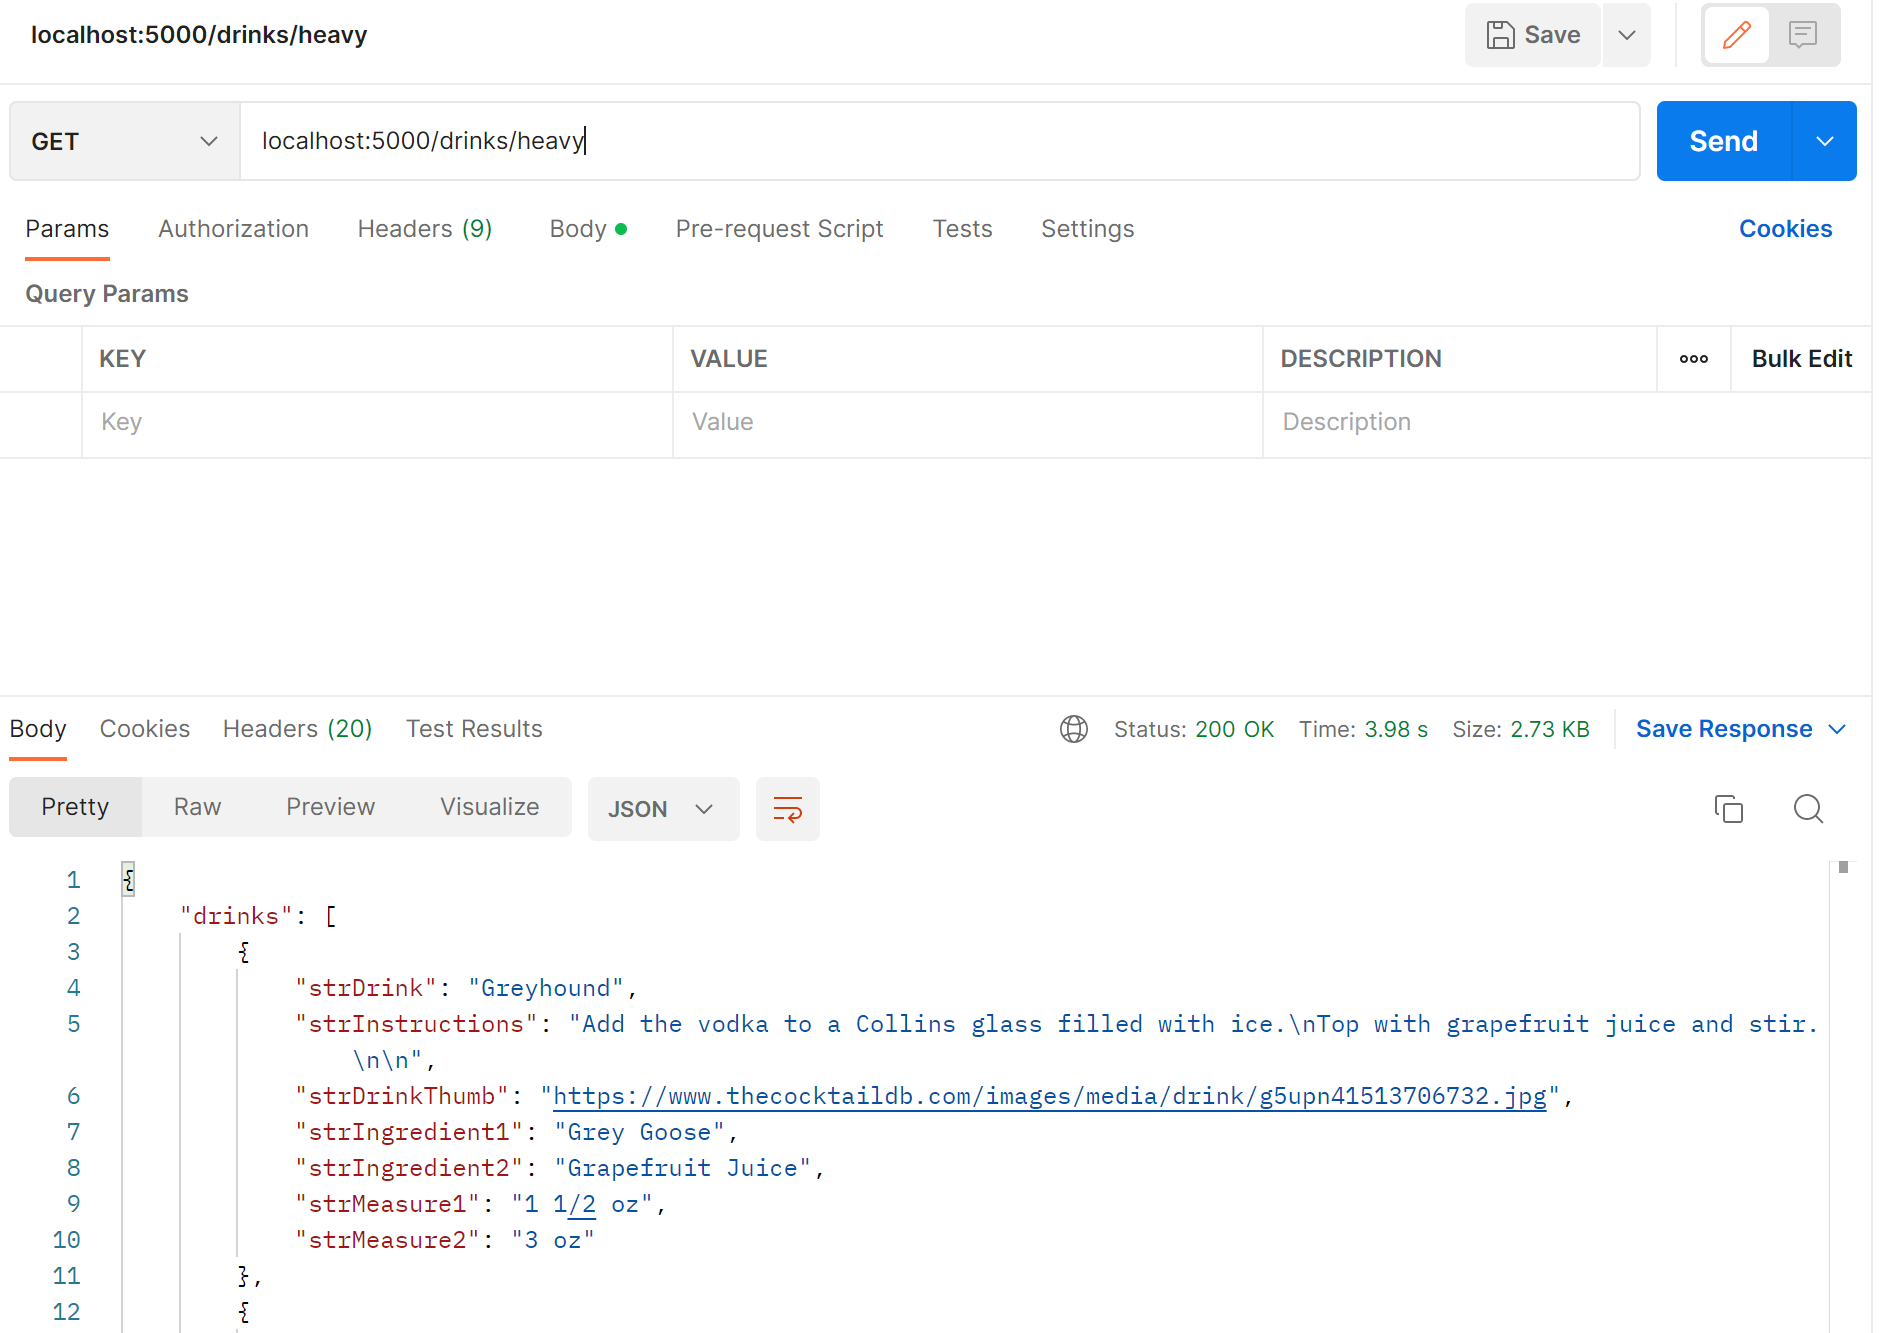 localhost:5000/drinks/heavy
Save
GET
localhost:5000/drinks/heavy
Send
Params Authorization Headers (9) Body Pre-request Script Tests Settings Cookies
Query Params
KEY VALUE DESCRIPTION ooo Bulk Edit
Key Value Description
Body Cookies Headers (20) Test Results Status: 200 OK Time: 3.98 s Size: 2.73 KB Save Response
Pretty Raw Preview Visualize JSON
1 {
2 "drinks": [
3 {
4 "strDrink": "Greyhound",
5 "strInstructions": "Add the vodka to a Collins glass filled with ice.\nTop with grapefruit juice and stir.
\n\n",
6 "strDrinkThumb": "https://www.thecocktaildb.com/images/media/drink/g5upn41513706732.jpg",
7 "strIngredient1": "Grey Goose",
8 "strIngredient2": "Grapefruit Juice",
9 "strMeasure1": "1 1/2 oz",
10 "strMeasure2": "3 oz"
11 },
12 {